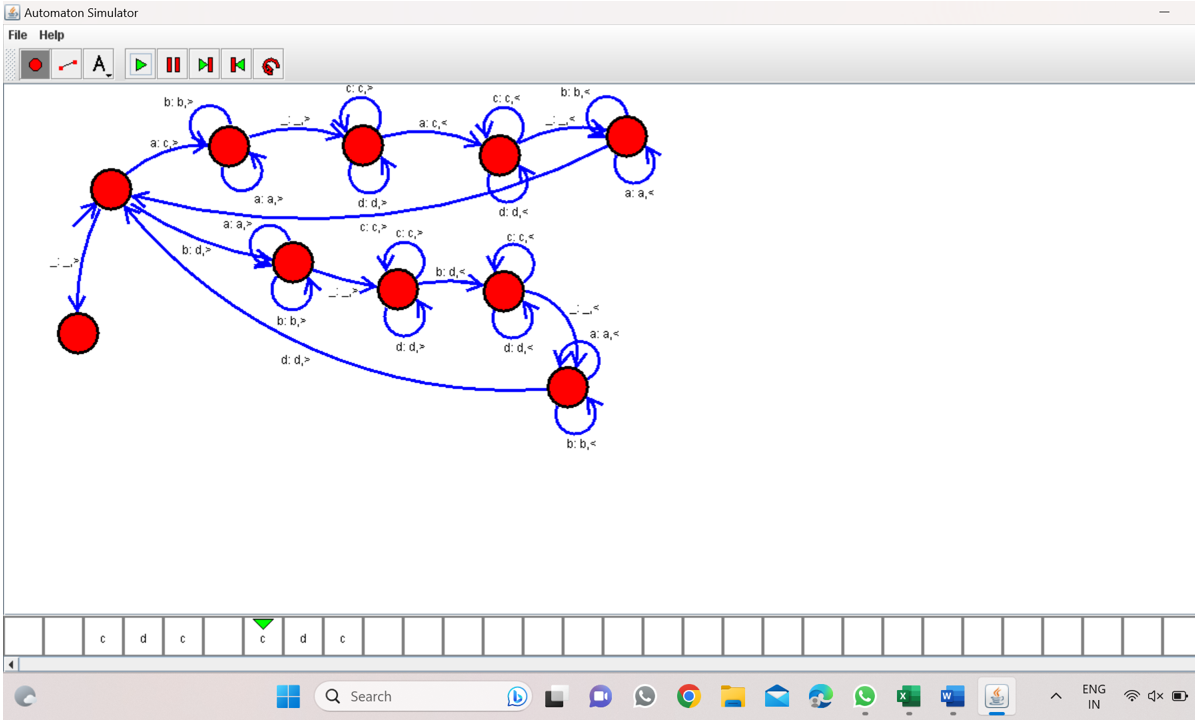 Automaton Simulator
File Help
A
c: c,>
b: b,>
b: b,<
c: c,<
_: _,>
_: _,<
a: c,<
a: c,>
a: a,<
a: a,>
d: d,>
d: d,<
a: a,>
c: c,>
c: c,>
c: c,<
b: d,>
_: _,>
b: d,<
_: _,>
_: _,<
b: b,>
a: a,<
d: d,>
d: d,<
d: d,>
b: b,<
c d c c d c
Search
ENG
IN